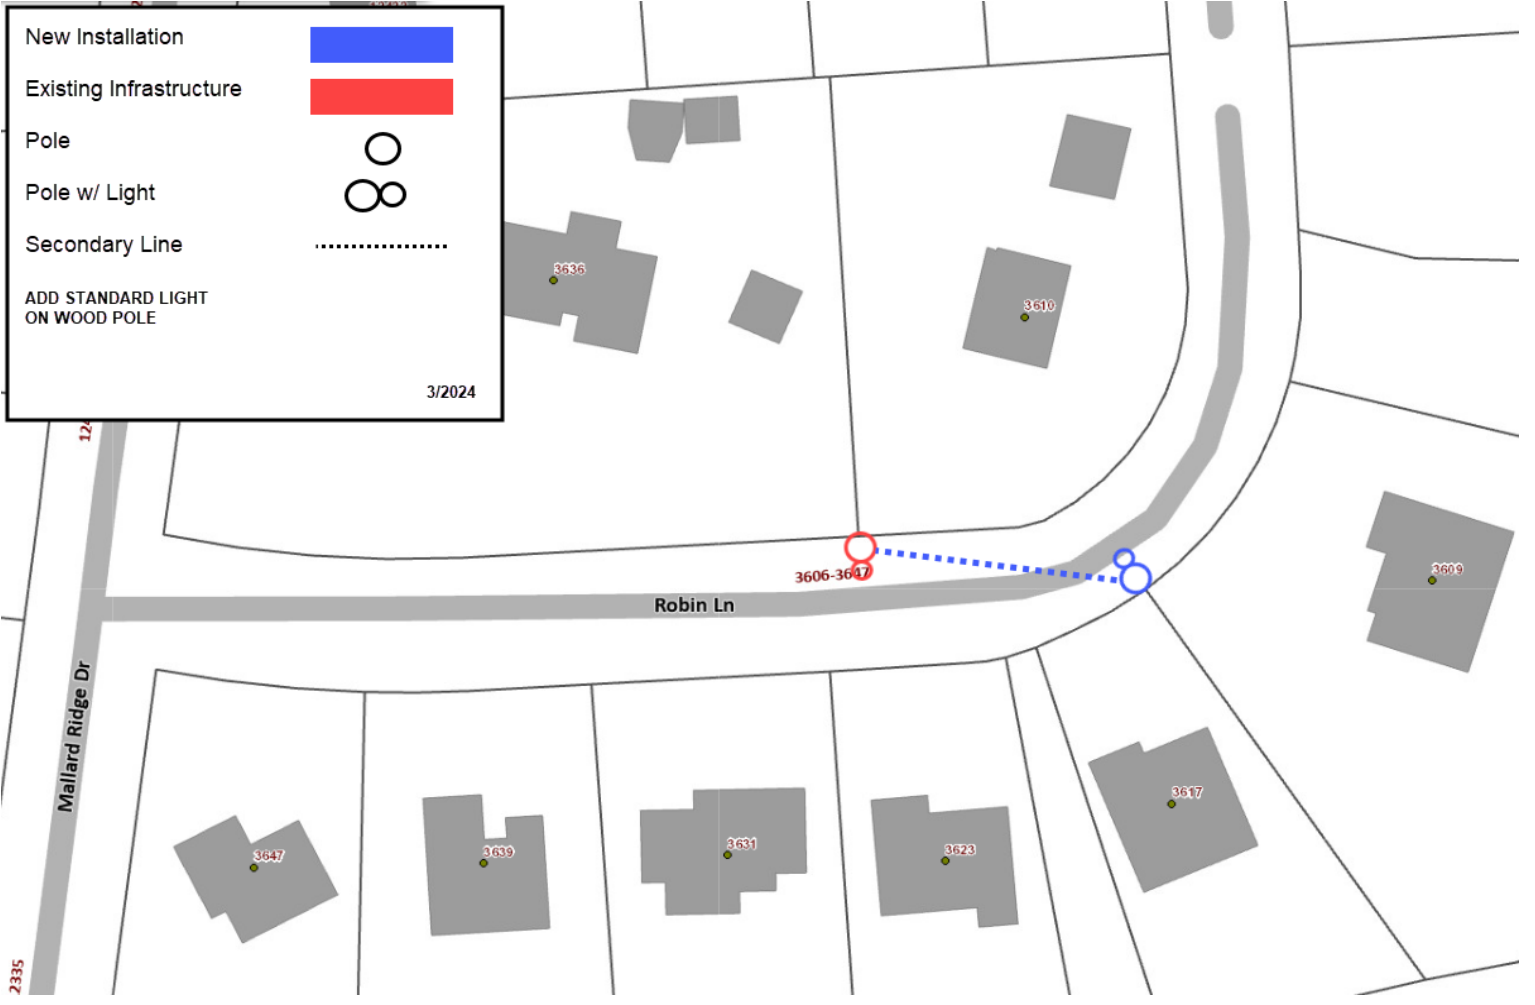 New Installation
Existing Infrastructure
Pole
Pole w/ Light
Secondary Line
ADD STANDARD LIGHT
ON WOOD POLE
3/2024
3636
3610
3606-3647
Robin Ln
3609
Mallard Ridge Dr
3617
3647
3639
3631
3623
2335